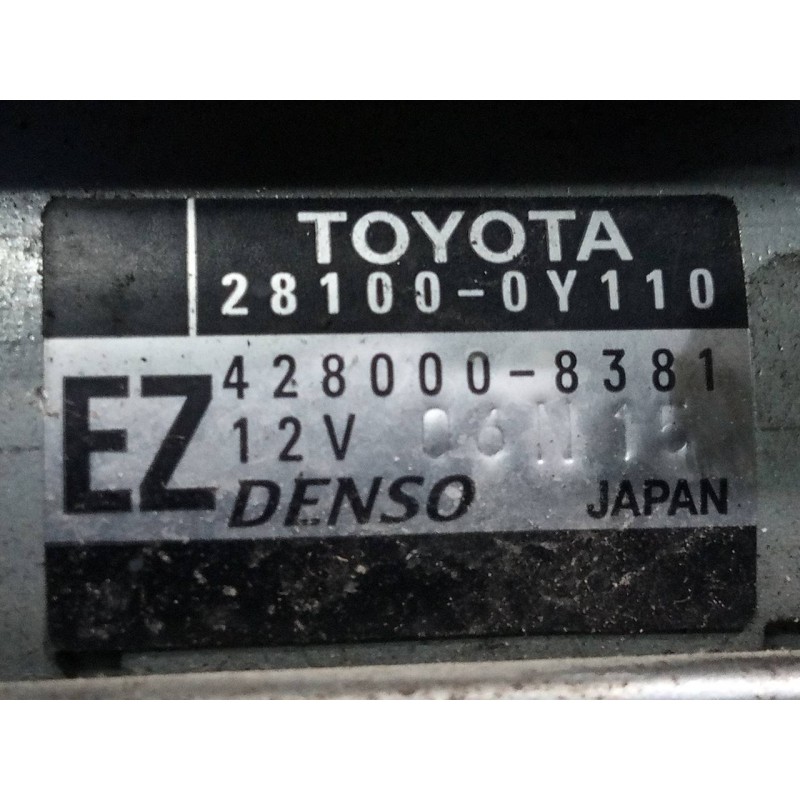 TOYOTA
28100-0Y110
EZ
428000-8381
12V
DENSO JAPAN